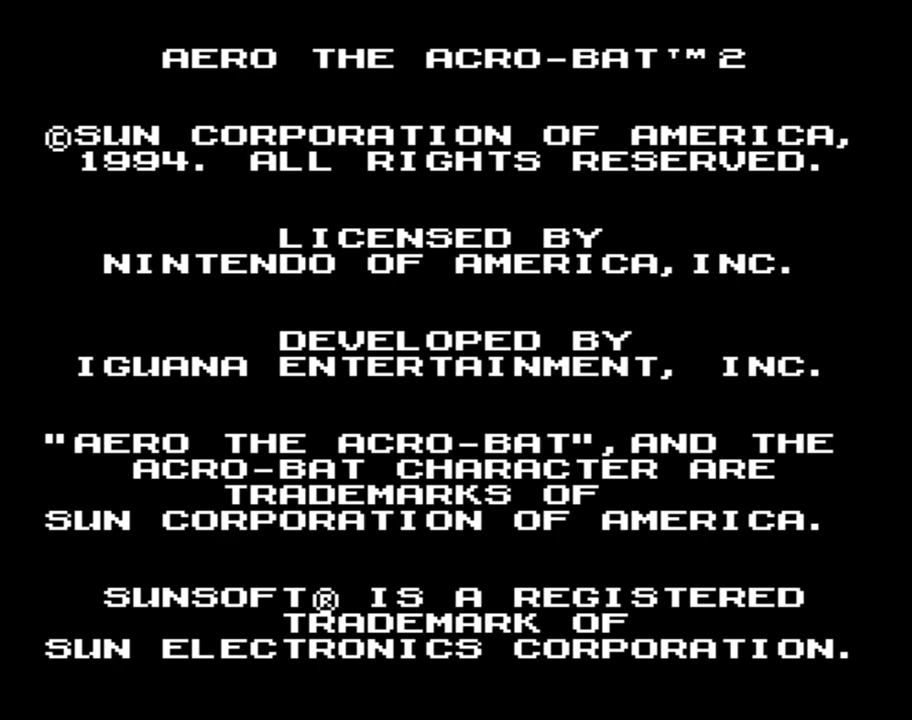 AERO THE ACRO-BAT™2
©SUN CORPORATION OF AMERICA,
1994. ALL RIGHTS RESERVED.
LICENSED BY
NINTENDO OF AMERICA,INC.
DEVELOPED BY
IGUANA ENTERTAINMENT, INC.
"AERO THE ACRO-BAT",AND THE
ACRO-BAT CHARACTER ARE
TRADEMARKS OF
SUN CORPORATION OF AMERICA.
SUNSOFT® IS A REGISTERED
TRADEMARK OF
SUN ELECTRONICS CORPORATION.